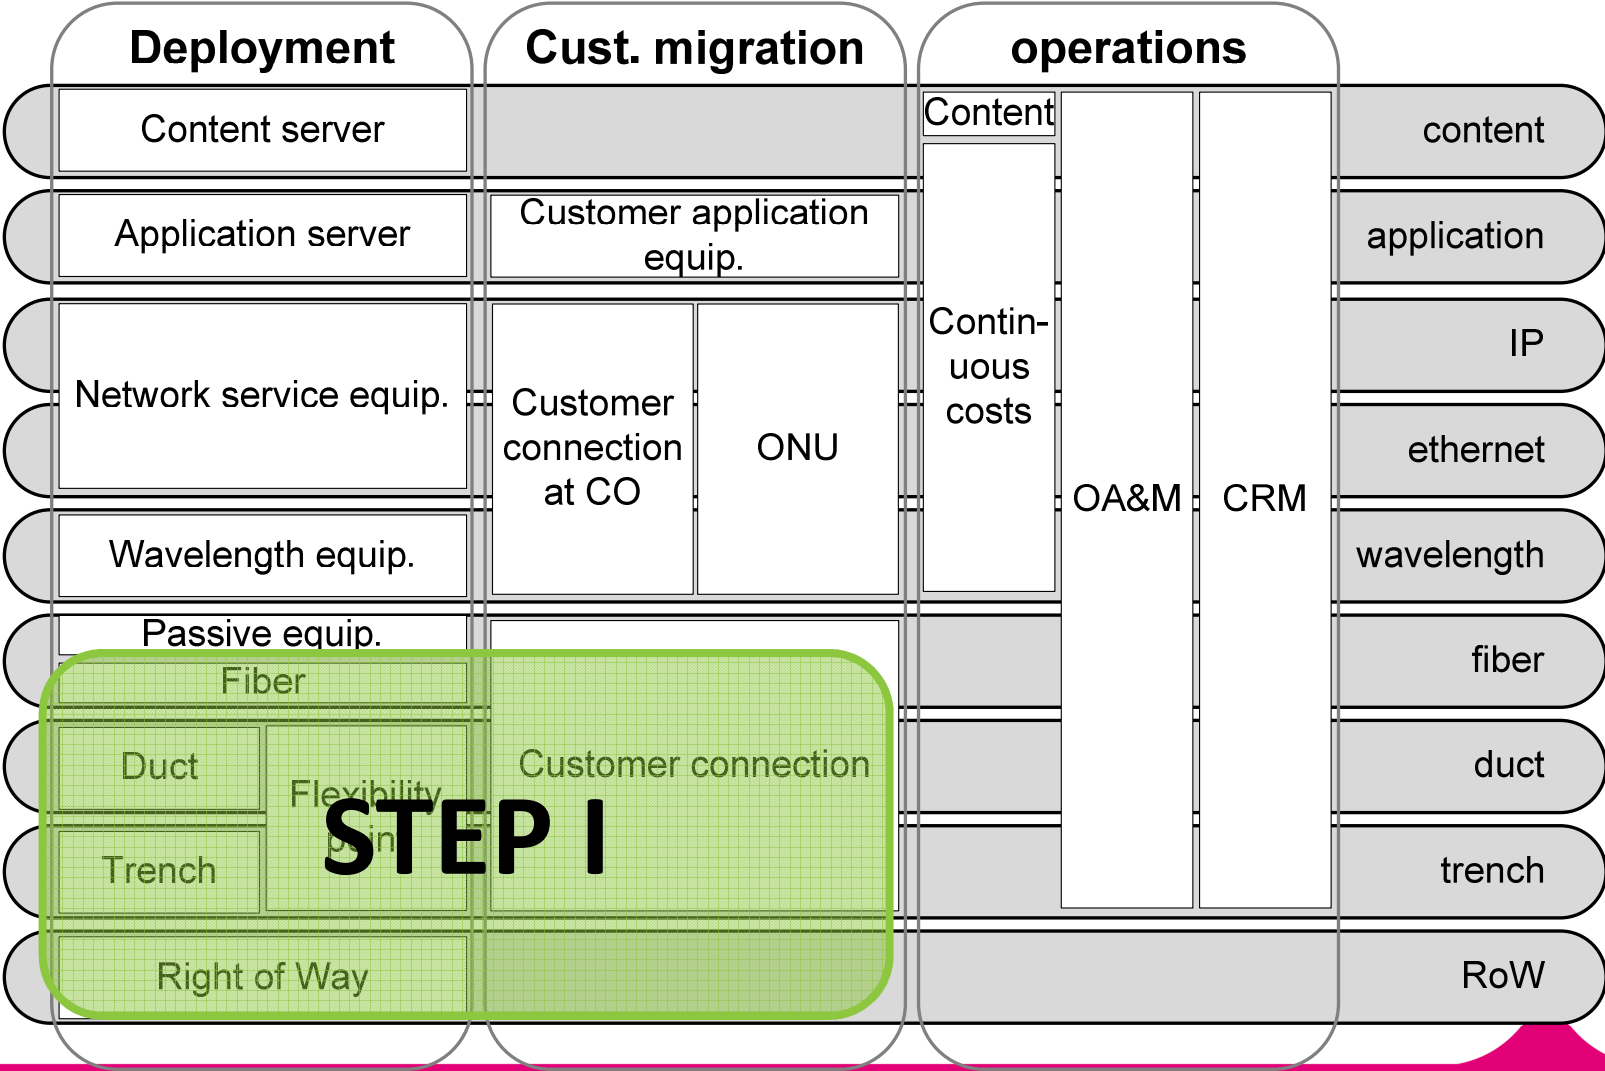 Deployment
Cust. migration
operations
Content server
Content
content
Application server
Customer application
equip.
application
Network service equip.
Customer
connection
at CO
ONU
Contin-
uous
costs
OA&M
CRM
IP
ethernet
Wavelength equip.
wavelength
Passive equip.
Fiber
fiber
Duct
Flexibility
point
Customer connection
duct
STEP I
Trench
trench
Right of Way
RoW